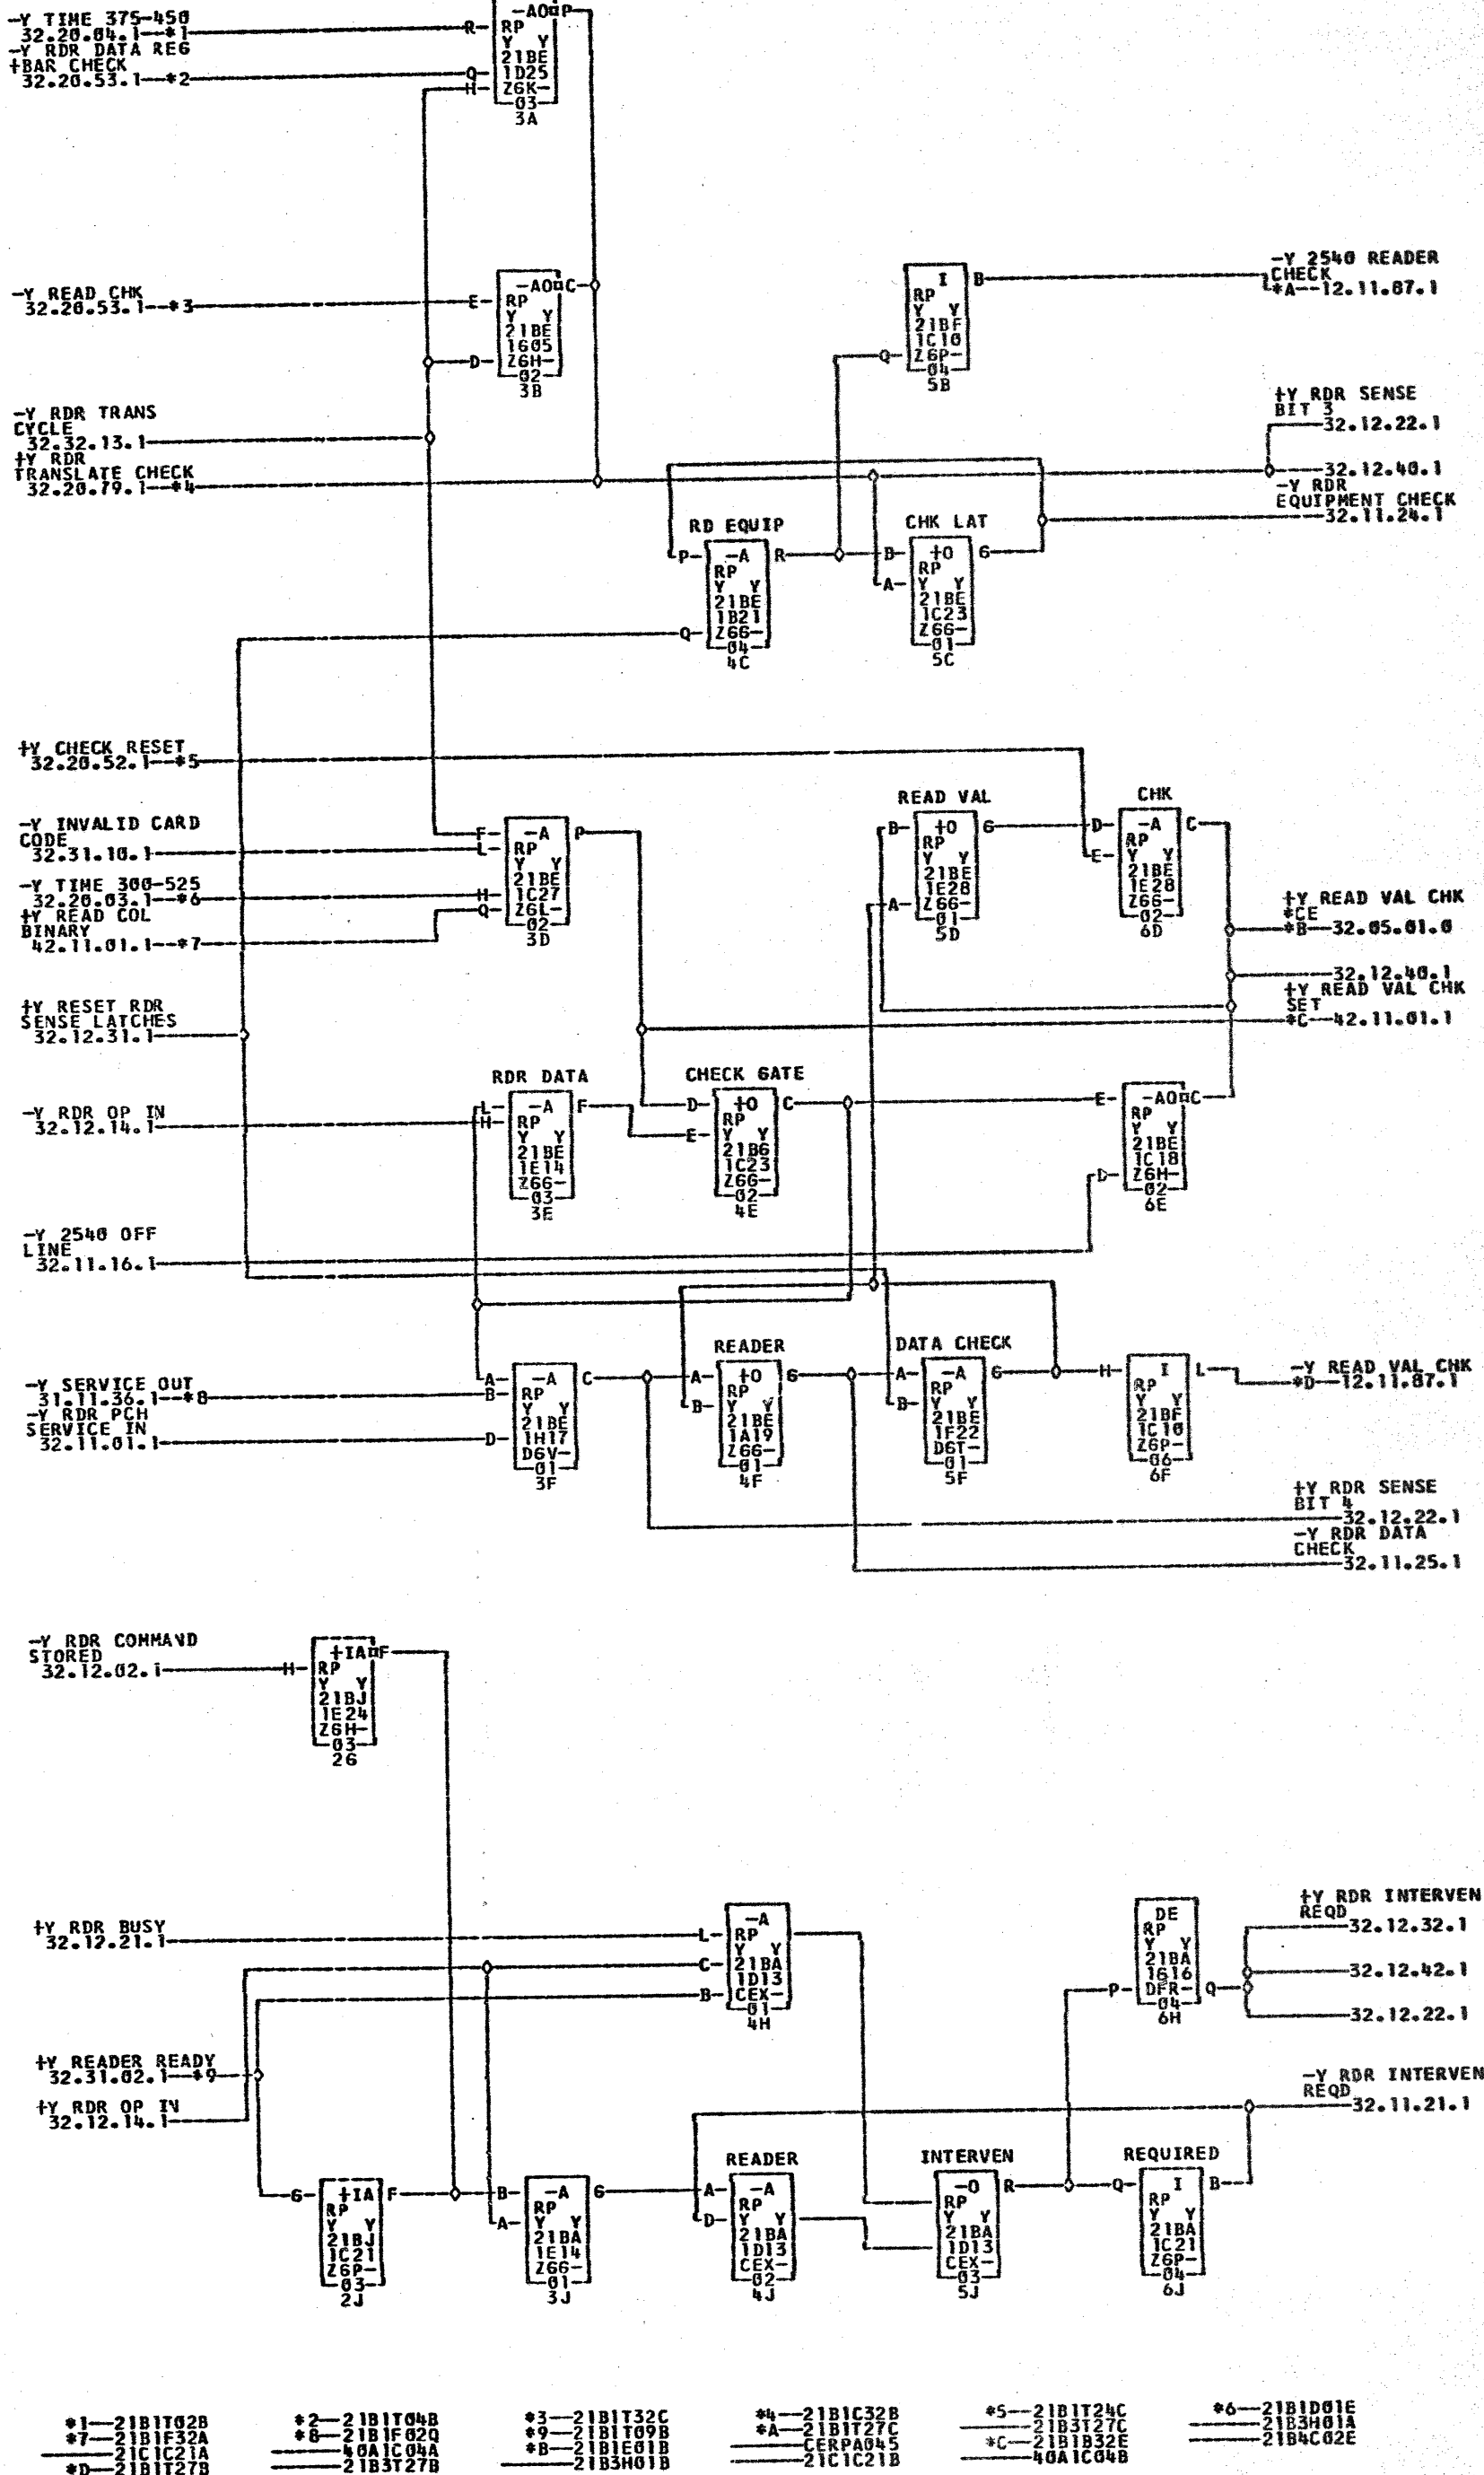 -Y TIME 375-450
32.20.04.1--*1
-Y RDR DATA REG
+BAR CHECK
32.20.53.1--*2
R
Q
H
-AO P
RP
Y Y
21BE
1D25
Z6K-
03
3A
-Y READ CHK
32.20.53.1--*3
E
D
-AO C
RP
Y Y
21BE
1G05
Z6H-
02
3B
I B
RP
Y Y
21BF
1C10
Q Z6P-
04
5B
-Y 2540 READER
CHECK
*A--12.11.07.1
-Y RDR TRANS
CYCLE
32.32.13.1
+Y RDR
TRANSLATE CHECK
32.20.79.1--*4
+Y RDR SENSE
BIT 3
32.12.22.1
32.12.40.1
-Y RDR
EQUIPMENT CHECK
32.11.24.1
RD EQUIP
P -A R
RP
Y Y
21BE
1B21
Q Z66-
04
4C
CHK LAT
B +O G
RP
A Y Y
21BE
1C23
Z66-
01
5C
+Y CHECK RESET
32.20.52.1--*5
-Y INVALID CARD
CODE
32.31.10.1
-Y TIME 300-525
32.20.03.1--*6
+Y READ COL
BINARY
42.11.01.1--*7
F -A P
L RP
Y Y
21BE
H 1C27
Q Z6L-
02
3D
READ VAL
B +O G
RP
Y Y
21BE
1E28
A Z66-
01
5D
CHK
D -A C
RP
E Y Y
21BE
1E28
Z66-
02
6D
+Y READ VAL CHK
*CE
*B--32.05.01.0
32.12.40.1
+Y READ VAL CHK
SET
*C--42.11.01.1
+Y RESET RDR
SENSE LATCHES
32.12.31.1
-Y RDR OP IN
32.12.14.1
RDR DATA
L -A F
H RP
Y Y
21BE
1E14
Z66-
03
3E
CHECK GATE
D +O C
RP
E Y Y
21B6
1C23
Z66-
02
4E
E -AO C
RP
Y Y
21BE
1C18
D Z6H-
02
6E
-Y 2540 OFF
LINE
32.11.16.1
-Y SERVICE OUT
31.11.36.1--*8
-Y RDR PCH
SERVICE IN
32.11.01.1
A -A C
B RP
Y Y
21BE
D 1H17
D6V-
01
3F
READER
A +O G
RP
B Y Y
21BE
1A19
Z66-
01
4F
DATA CHECK
A -A G
RP
B Y Y
21BE
1F22
D6T-
01
5F
H I L
RP
Y Y
21BF
1C10
Z6P-
06
6F
-Y READ VAL CHK
*D--12.11.07.1
+Y RDR SENSE
BIT 4
32.12.22.1
-Y RDR DATA
CHECK
32.11.25.1
-Y RDR COMMAND
STORED
32.12.02.1
+IA F
H RP
Y Y
21BJ
1E24
Z6H-
03
2G
+Y RDR BUSY
32.12.21.1
-A
L RP
Y Y
C 21BA
1D13
B CEX-
01
4H
DE
RP
Y Y
21BA
1G16
P DFR- Q
04
6H
+Y RDR INTERVEN
REQD
32.12.32.1
32.12.42.1
32.12.22.1
+Y READER READY
32.31.02.1--*9
+Y RDR OP IN
32.12.14.1
-Y RDR INTERVEN
REQD
32.11.21.1
G +IA F
RP
Y Y
21BJ
1C21
Z6P-
03
2J
B -A G
RP
A Y Y
21BA
1E14
Z66-
01
3J
READER
A -A
RP
D Y Y
21BA
1D13
CEX-
02
4J
INTERVEN
-O R
RP
Y Y
21BA
1D13
CEX-
03
5J
REQUIRED
Q I B
RP
Y Y
21BA
1C21
Z6P-
04
6J
*1--21B1T02B *2--21B1T04B *3--21B1T32C *4--21B1C32B *5--21B1T24C *6--21B1D01E
*7--21B1F32A *8--21B1F02Q *9--21B1T09B *A--21B1T27C 21B3T27C 21B3H01A
21C1C21A 40A1C04A *B--21B1E01B CERPA045 *C--21B1B32E 21B4C02E
*D--21B1T27B 21B3T27B 21B3H01B 21C1C21B 40A1C04B